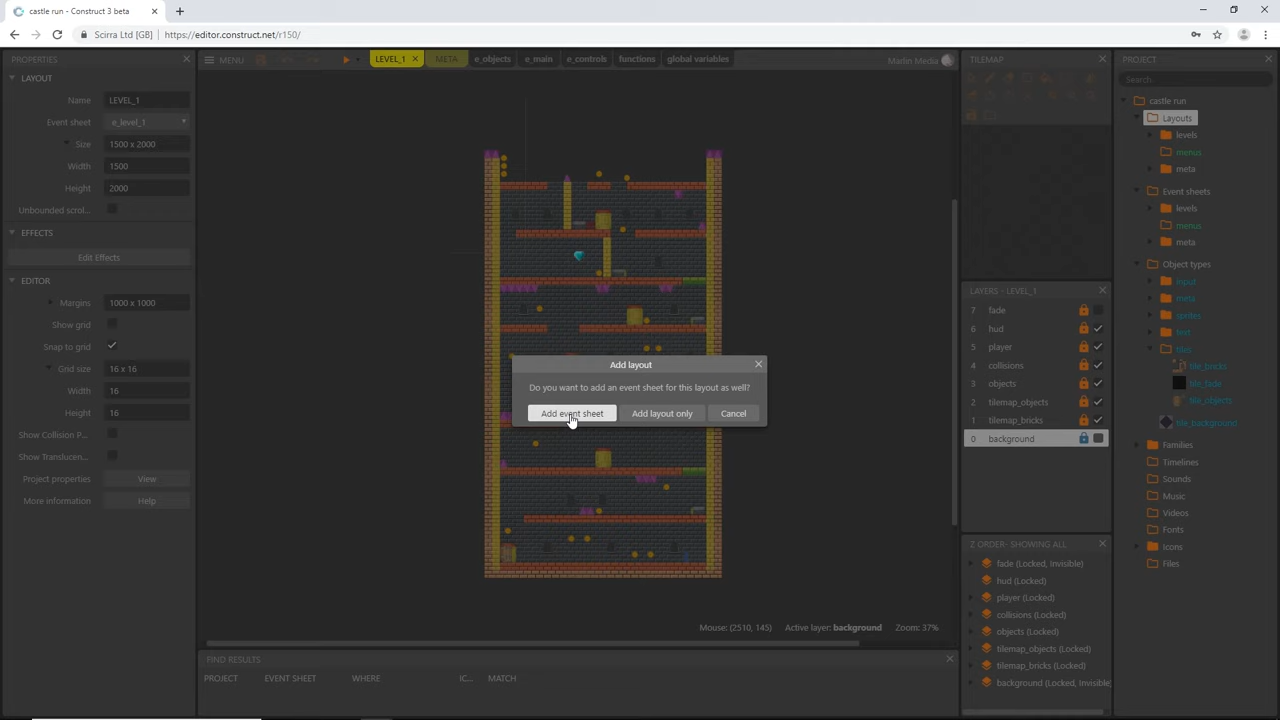 castle run - Construct 3 beta
Scirra Ltd [GB]
https://editor.construct.net/r150/
PROPERTIES
LAYOUT
Name
LEVEL_1
Event sheet
e_level_1
Size
1500 x 2000
Width
1500
Height
2000
Unbounded scrol...
EFFECTS
Edit Effects
EDITOR
Margins
1000 x 1000
Show grid
Snap to grid
Grid size
16 x 16
Width
16
Height
16
Show Collision P...
Show Translucen...
Project properties
View
More information
Help
MENU
LEVEL_1
META
e_objects
e_main
e_controls
functions
global variables
Marlin Media
Add layout
Do you want to add an event sheet for this layout as well?
Add event sheet
Add layout only
Cancel
Mouse: (2510, 145)
Active layer: background
Zoom: 37%
FIND RESULTS
PROJECT
EVENT SHEET
WHERE
IC...
MATCH
TILEMAP
LAYERS - LEVEL_1
7 fade
6 hud
5 player
4 collisions
3 objects
2 tilemap_objects
1 tilemap_bricks
0 background
Z ORDER- SHOWING ALL
fade (Locked, Invisible)
hud (Locked)
player (Locked)
collisions (Locked)
objects (Locked)
tilemap_objects (Locked)
tilemap_bricks (Locked)
background (Locked, Invisible)
PROJECT
Search
castle run
Layouts
levels
menus
meta
Event sheets
levels
menus
meta
Object types
input
meta
sprites
text
tiles
tile_bricks
tile_fade
tile_objects
tile_background
Families
Timelines
Sounds
Music
Videos
Fonts
Icons
Files